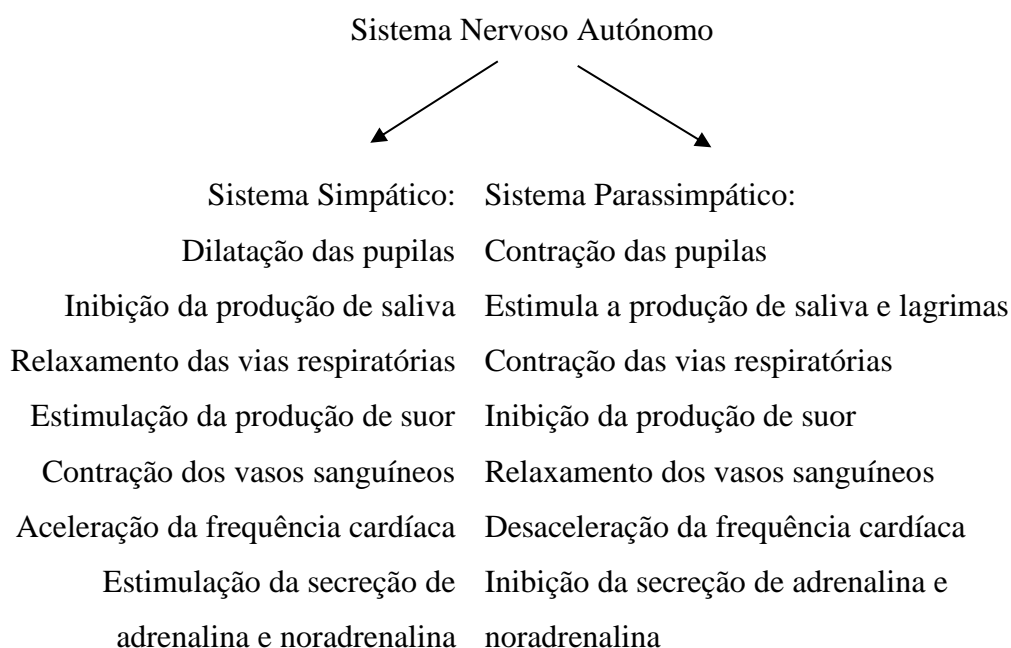 Sistema Nervoso Autónomo
Sistema Simpático:
Dilatação das pupilas
Inibição da produção de saliva
Relaxamento das vias respiratórias
Estimulação da produção de suor
Contração dos vasos sanguíneos
Aceleração da frequência cardíaca
Estimulação da secreção de
adrenalina e noradrenalina
Sistema Parassimpático:
Contração das pupilas
Estimula a produção de saliva e lagrimas
Contração das vias respiratórias
Inibição da produção de suor
Relaxamento dos vasos sanguíneos
Desaceleração da frequência cardíaca
Inibição da secreção de adrenalina e
noradrenalina